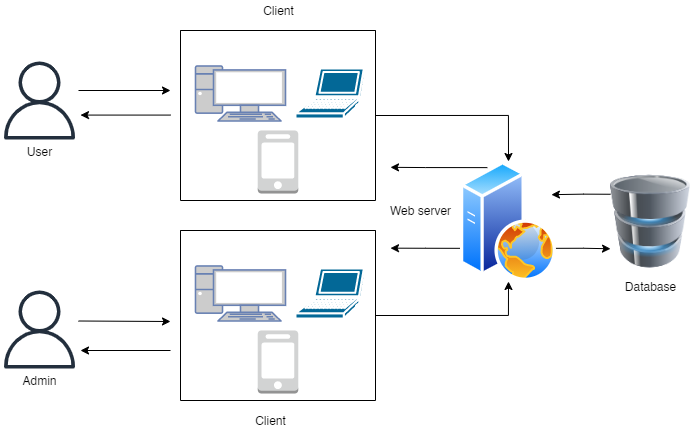 Client
User
Web server
Database
Admin
Client